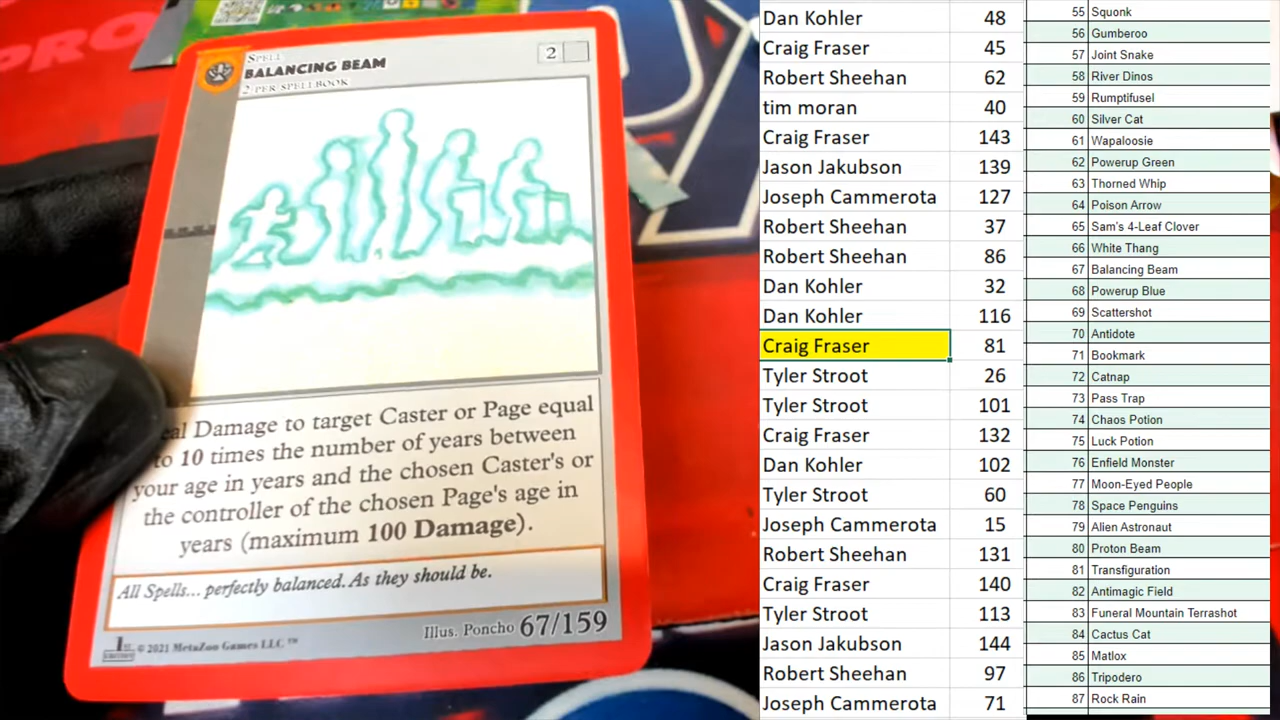 PRO
SPELL
BALANCING BEAM
2 PER SPELLBOOK
2
eal Damage to target Caster or Page equal
to 10 times the number of years between
your age in years and the chosen Caster's or
the controller of the chosen Page's age in
years (maximum 100 Damage).
All Spells... perfectly balanced. As they should be.
1st
© 2021 MetaZoo Games LLC ™
Illus. Poncho 67/159
Dan Kohler 48
Craig Fraser 45
Robert Sheehan 62
tim moran 40
Craig Fraser 143
Jason Jakubson 139
Joseph Cammerota 127
Robert Sheehan 37
Robert Sheehan 86
Dan Kohler 32
Dan Kohler 116
Craig Fraser 81
Tyler Stroot 26
Tyler Stroot 101
Craig Fraser 132
Dan Kohler 102
Tyler Stroot 60
Joseph Cammerota 15
Robert Sheehan 131
Craig Fraser 140
Tyler Stroot 113
Jason Jakubson 144
Robert Sheehan 97
Joseph Cammerota 71
55 Squonk
56 Gumberoo
57 Joint Snake
58 River Dinos
59 Rumptifusel
60 Silver Cat
61 Wapaloosie
62 Powerup Green
63 Thorned Whip
64 Poison Arrow
65 Sam's 4-Leaf Clover
66 White Thang
67 Balancing Beam
68 Powerup Blue
69 Scattershot
70 Antidote
71 Bookmark
72 Catnap
73 Pass Trap
74 Chaos Potion
75 Luck Potion
76 Enfield Monster
77 Moon-Eyed People
78 Space Penguins
79 Alien Astronaut
80 Proton Beam
81 Transfiguration
82 Antimagic Field
83 Funeral Mountain Terrashot
84 Cactus Cat
85 Matlox
86 Tripodero
87 Rock Rain